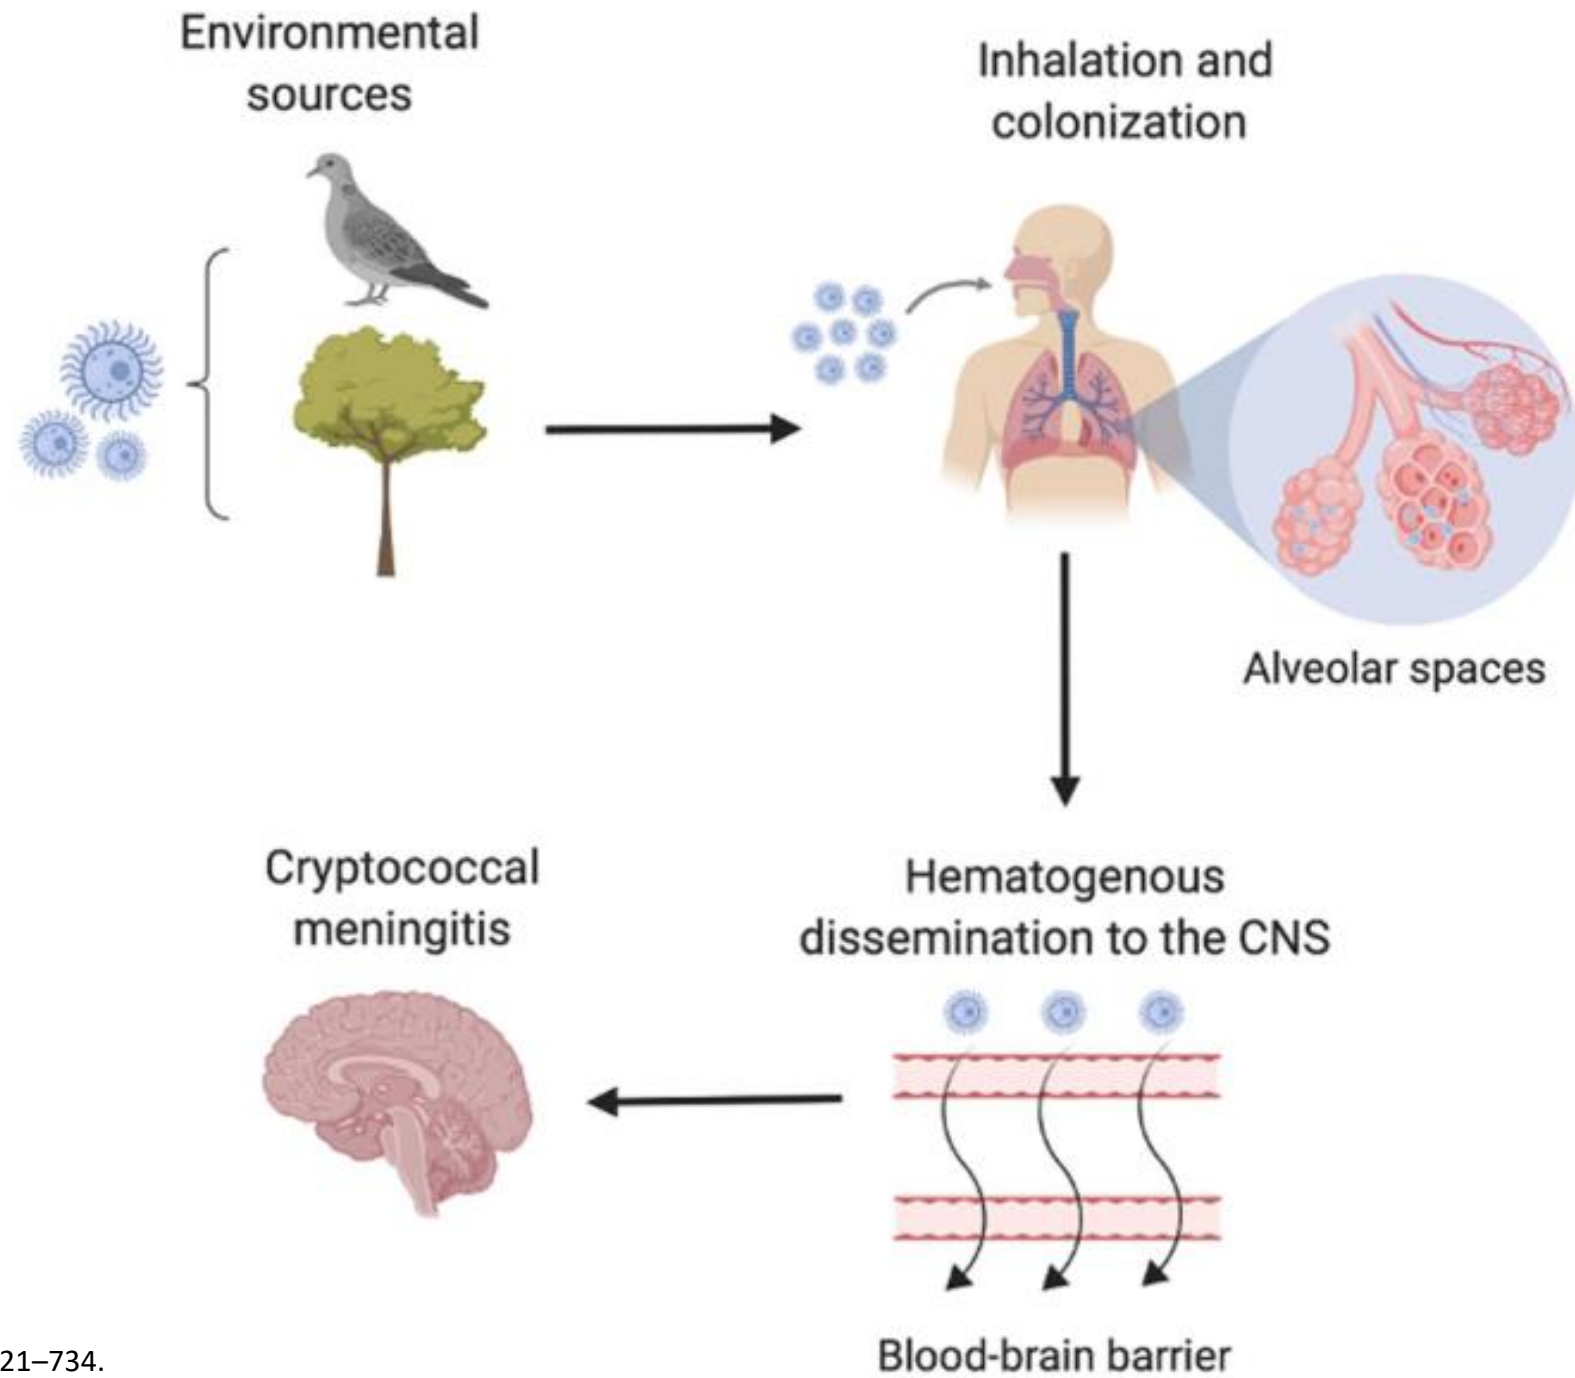 Environmental
sources
Inhalation and
colonization
Alveolar spaces
Hematogenous
dissemination to the CNS
Cryptococcal
meningitis
Blood-brain barrier
21–734.